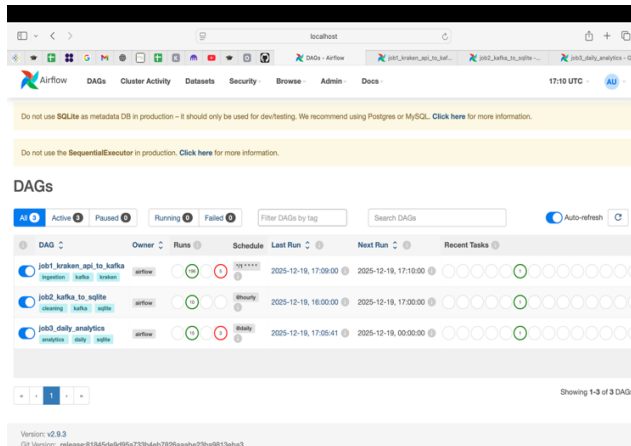 localhost
DAGs - Airflow
job1_kraken_api_to_kaf...
job2_kafka_to_sqlite -...
job3_daily_analytics - G
Airflow DAGs Cluster Activity Datasets Security Browse Admin Docs 17:10 UTC AU
Do not use SQLite as metadata DB in production – it should only be used for dev/testing. We recommend using Postgres or MySQL. Click here for more information.
Do not use the SequentialExecutor in production. Click here for more information.
DAGs
All 3 Active 3 Paused 0 Running 0 Failed 0 Filter DAGs by tag Search DAGs Auto-refresh
DAG Owner Runs Schedule Last Run Next Run Recent Tasks
job1_kraken_api_to_kafka airflow */1 * * * * 2025-12-19, 17:09:00 2025-12-19, 17:10:00 1
ingestion kafka kraken
job2_kafka_to_sqlite airflow @hourly 2025-12-19, 16:00:00 2025-12-19, 17:00:00 1
cleaning kafka sqlite
job3_daily_analytics airflow 15 @daily 2025-12-19, 17:05:41 2025-12-19, 00:00:00 1
analytics daily sqlite
« ‹ 1 › »
Showing 1-3 of 3 DAGs
Version: v2.9.3